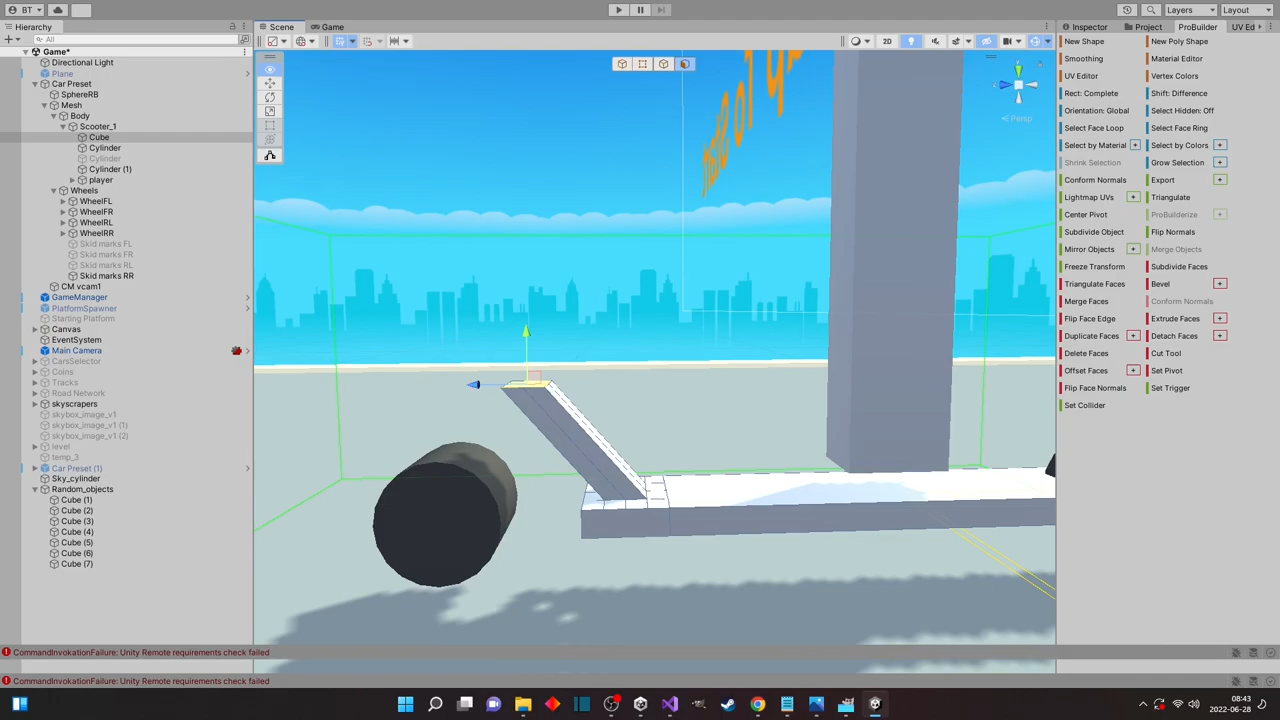 BT
Layers
Layout
Hierarchy
All
Game*
Directional Light
Plane
Car Preset
SphereRB
Mesh
Body
Scooter_1
Cube
Cylinder
Cylinder
Cylinder (1)
player
Wheels
WheelFL
WheelFR
WheelRL
WheelRR
Skid marks FL
Skid marks FR
Skid marks RL
Skid marks RR
CM vcam1
GameManager
PlatformSpawner
Starting Platform
Canvas
EventSystem
Main Camera
CarsSelector
Coins
Tracks
Road Network
skyscrapers
skybox_image_v1
skybox_image_v1 (1)
skybox_image_v1 (2)
level
temp_3
Car Preset (1)
Sky_cylinder
Random_objects
Cube (1)
Cube (2)
Cube (3)
Cube (4)
Cube (5)
Cube (6)
Cube (7)
Scene
Game
2D
Persp
Inspector
Project
ProBuilder
UV Ed
New Shape
New Poly Shape
Smoothing
Material Editor
UV Editor
Vertex Colors
Rect: Complete
Shift: Difference
Orientation: Global
Select Hidden: Off
Select Face Loop
Select Face Ring
Select by Material
Select by Colors
Shrink Selection
Grow Selection
Conform Normals
Export
Lightmap UVs
Triangulate
Center Pivot
ProBuilderize
Subdivide Object
Flip Normals
Mirror Objects
Merge Objects
Freeze Transform
Subdivide Faces
Triangulate Faces
Bevel
Merge Faces
Conform Normals
Flip Face Edge
Extrude Faces
Duplicate Faces
Detach Faces
Delete Faces
Cut Tool
Offset Faces
Set Pivot
Flip Face Normals
Set Trigger
Set Collider
CommandInvokationFailure: Unity Remote requirements check failed
CommandInvokationFailure: Unity Remote requirements check failed
08:43
2022-06-28